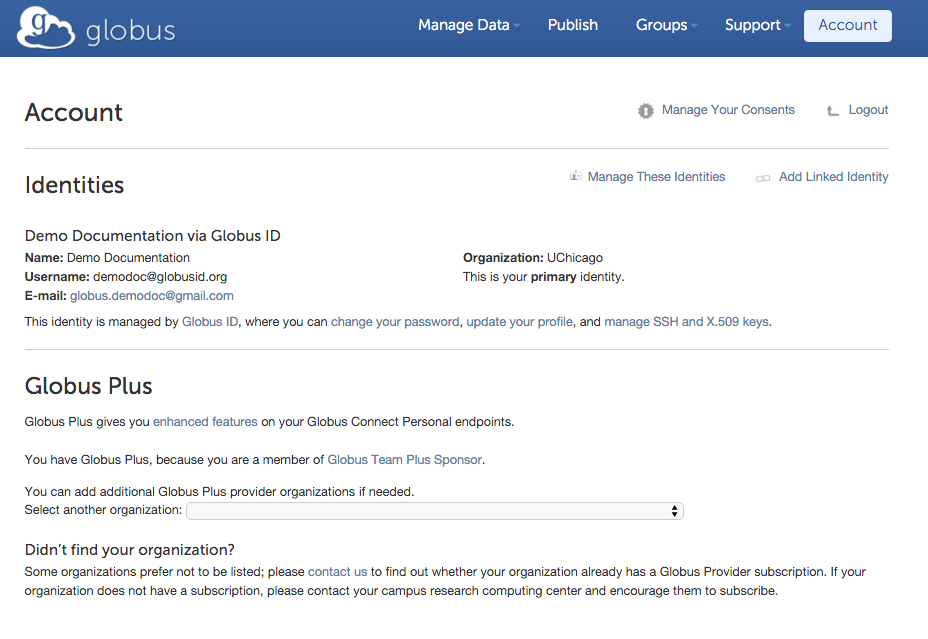 globus
Manage Data Publish Groups Support Account
Account
Manage Your Consents Logout
Identities
Manage These Identities Add Linked Identity
Demo Documentation via Globus ID
Name: Demo Documentation
Organization: UChicago
Username: demodoc@globusid.org
This is your primary identity.
E-mail: globus.demodoc@gmail.com
This identity is managed by Globus ID, where you can change your password, update your profile, and manage SSH and X.509 keys.
Globus Plus
Globus Plus gives you enhanced features on your Globus Connect Personal endpoints.
You have Globus Plus, because you are a member of Globus Team Plus Sponsor.
You can add additional Globus Plus provider organizations if needed.
Select another organization:
Didn't find your organization?
Some organizations prefer not to be listed; please contact us to find out whether your organization already has a Globus Provider subscription. If your
organization does not have a subscription, please contact your campus research computing center and encourage them to subscribe.